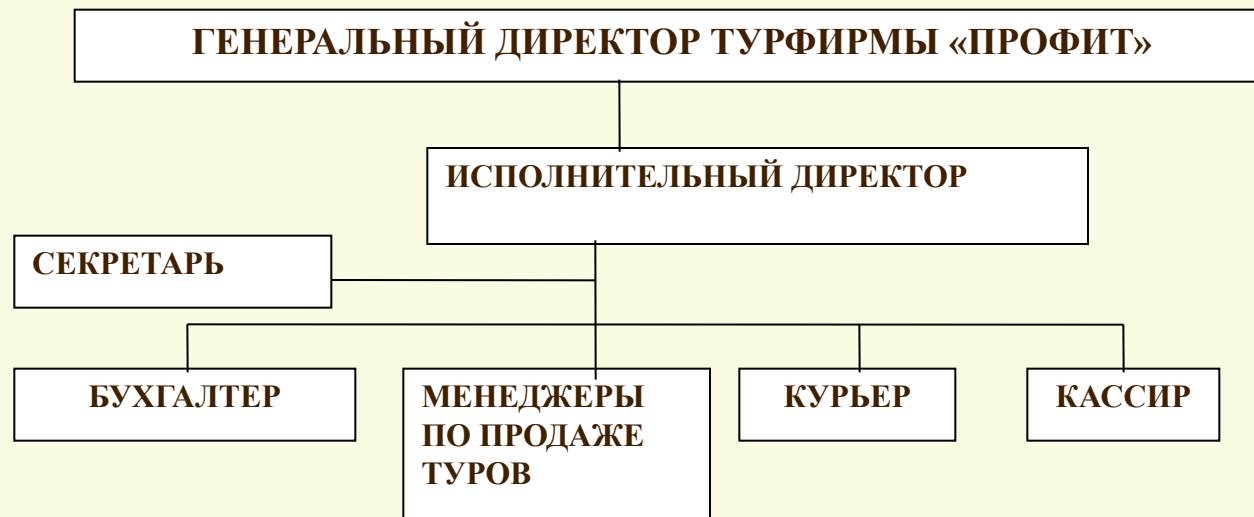 ГЕНЕРАЛЬНЫЙ ДИРЕКТОР ТУРФИРМЫ «ПРОФИТ»
ИСПОЛНИТЕЛЬНЫЙ ДИРЕКТОР
СЕКРЕТАРЬ
БУХГАЛТЕР
МЕНЕДЖЕРЫ
ПО ПРОДАЖЕ
ТУРОВ
КУРЬЕР
КАССИР